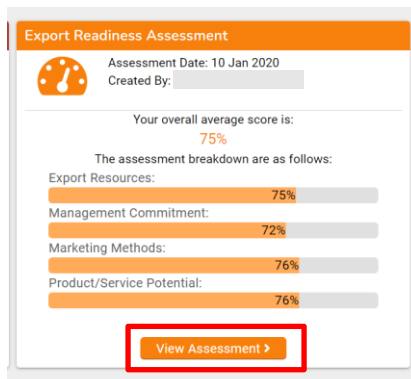 Export Readiness Assessment
Assessment Date: 10 Jan 2020
Created By:
Your overall average score is:
75%
The assessment breakdown are as follows:
Export Resources:
75%
Management Commitment:
72%
Marketing Methods:
76%
Product/Service Potential:
76%
View Assessment >